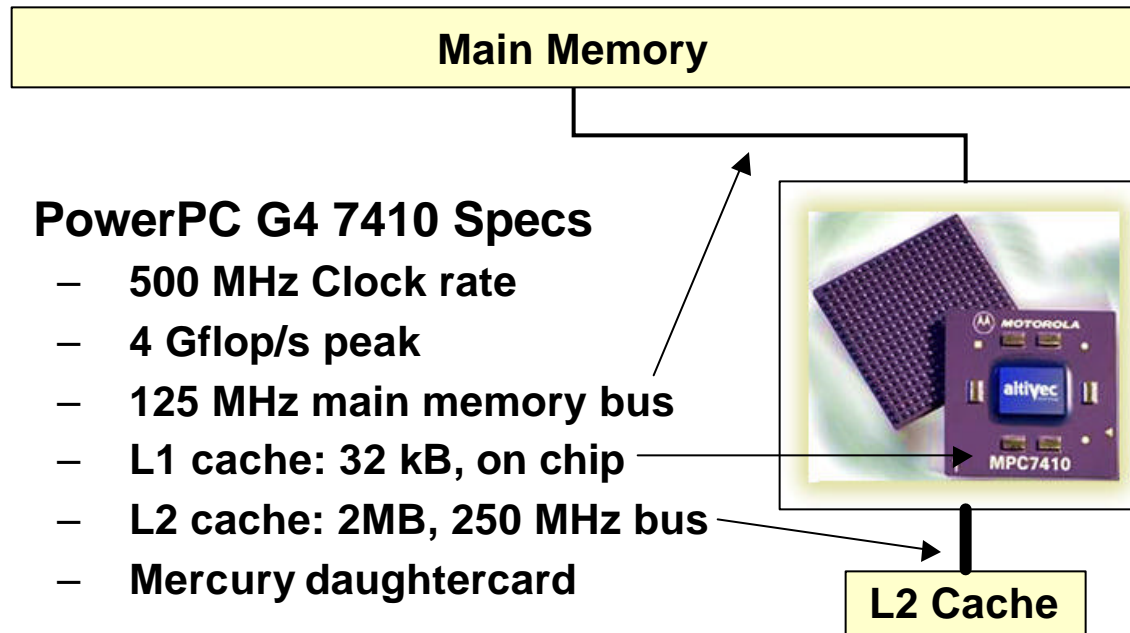 Main Memory
PowerPC G4 7410 Specs
– 500 MHz Clock rate
– 4 Gflop/s peak
– 125 MHz main memory bus
– L1 cache: 32 kB, on chip
– L2 cache: 2MB, 250 MHz bus
– Mercury daughtercard
MOTOROLA
altivec
MPC7410
L2 Cache